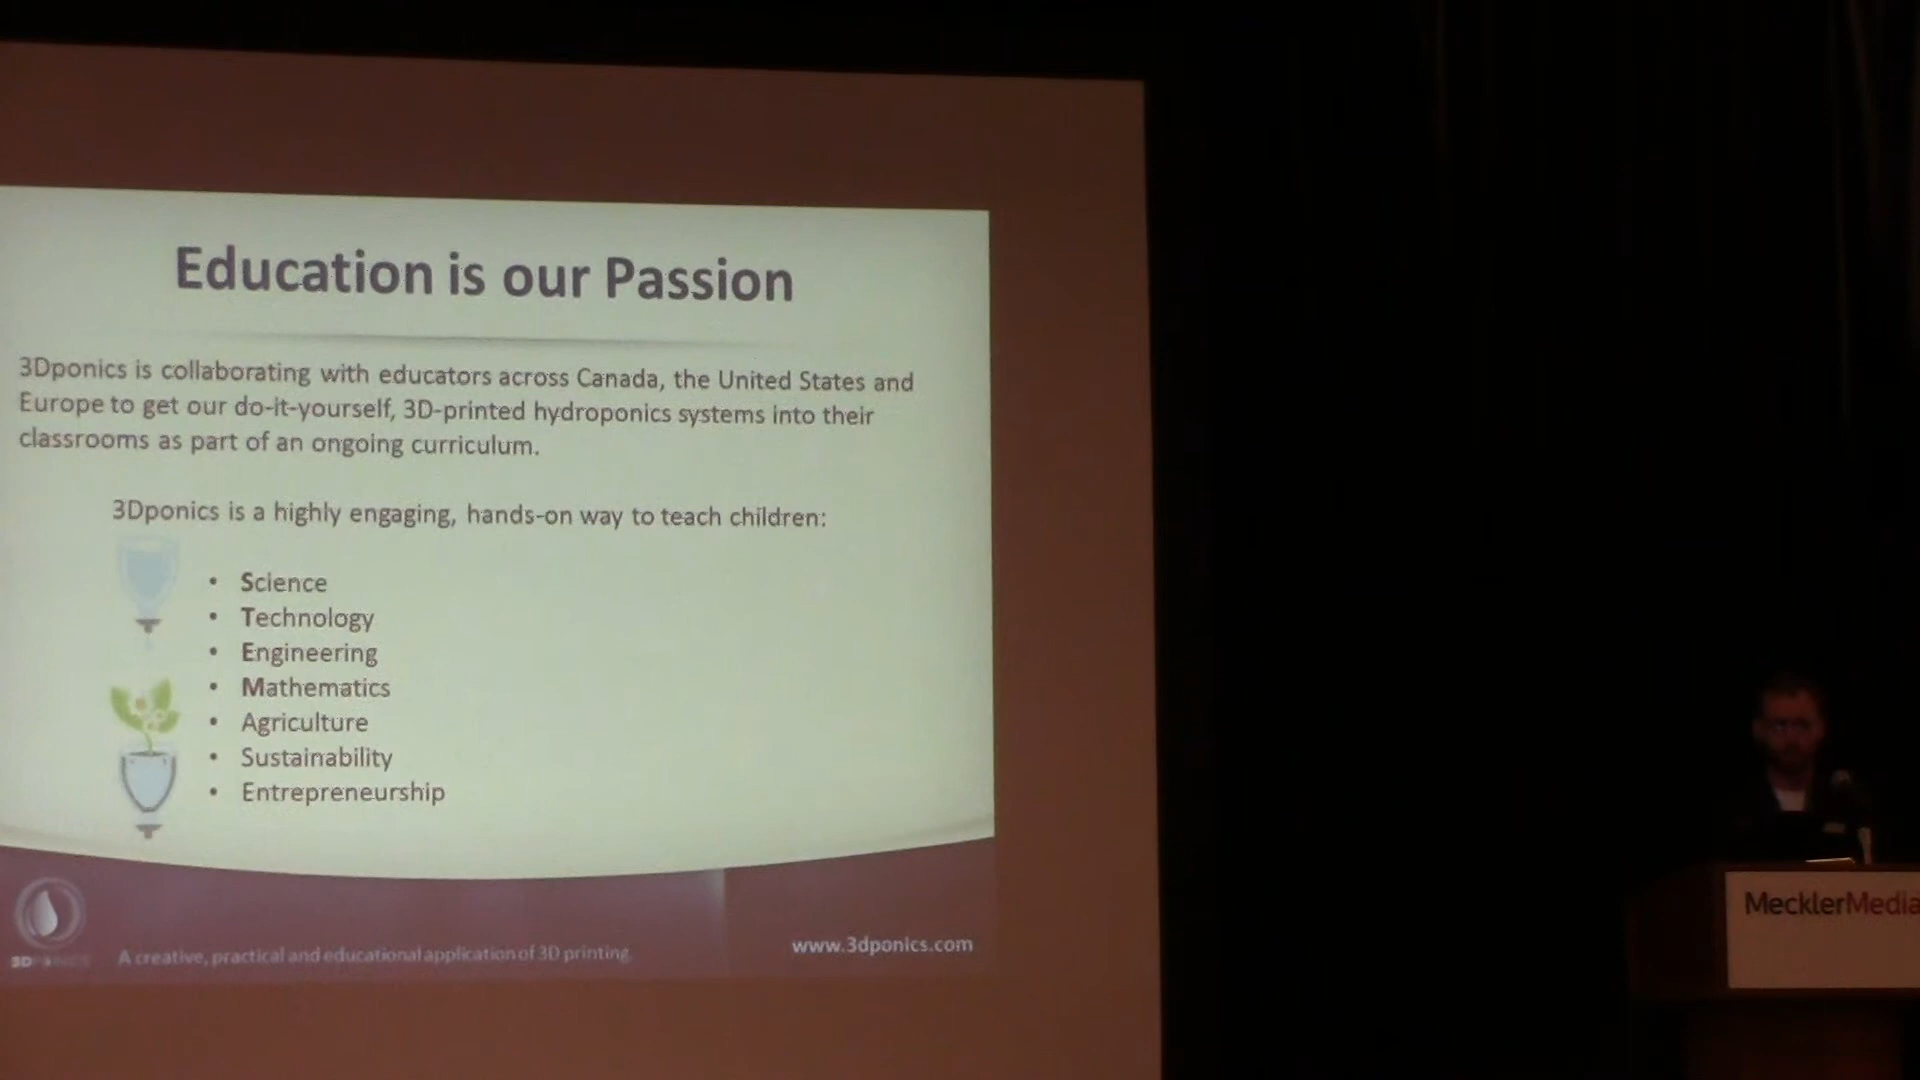 Education is our Passion
3Dponics is collaborating with educators across Canada, the United States and
Europe to get our do-it-yourself, 3D-printed hydroponics systems into their
classrooms as part of an ongoing curriculum.
3Dponics is a highly engaging, hands-on way to teach children:
• Science
• Technology
• Engineering
• Mathematics
• Agriculture
• Sustainability
• Entrepreneurship
A creative, practical and educational application of 3D printing.
www.3dponics.com
MecklerMedia